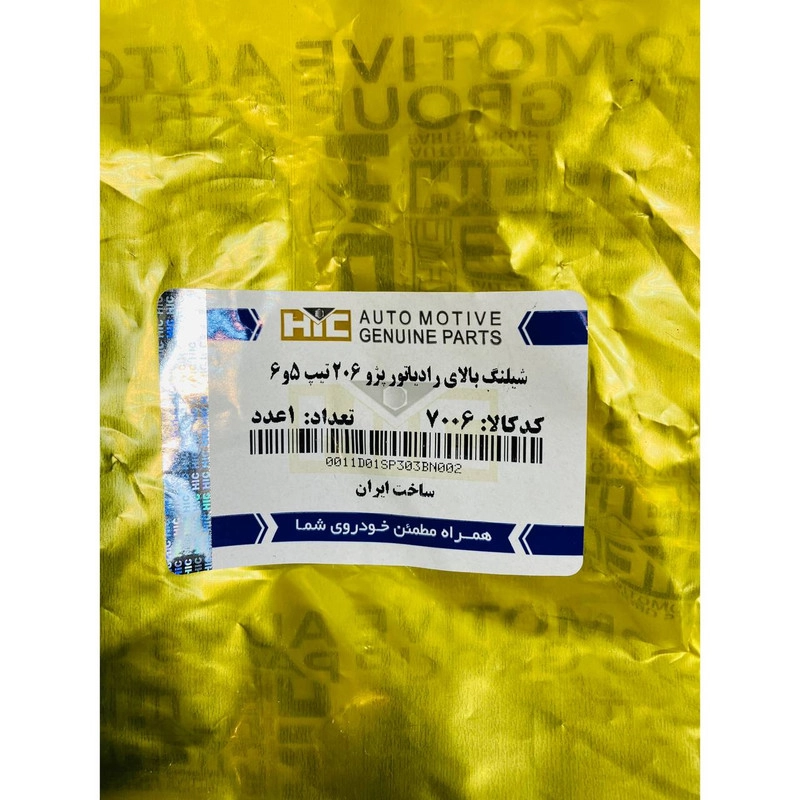 HIC AUTO MOTIVE
GENUINE PARTS
شیلنگ بالای رادیاتور پژو ۲۰۶ تیپ ۵و۶
کدکالا: ۷۰۰۶ تعداد: ۱عدد
0011D01SP303BN002
ساخت ایران
همراه مطمئن خودروی شما